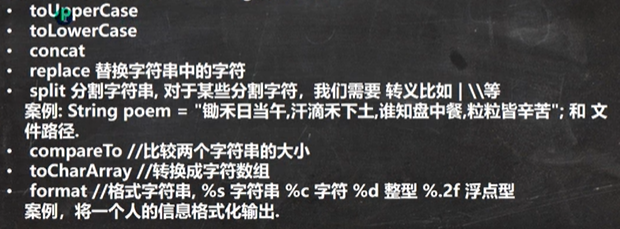 • toUpperCase
• toLowerCase
• concat
• replace 替换字符串中的字符
• split 分割字符串, 对于某些分割字符，我们需要 转义比如 | \\等
案例: String poem = "锄禾日当午,汗滴禾下土,谁知盘中餐,粒粒皆辛苦"; 和 文
件路径.
• compareTo //比较两个字符串的大小
• toCharArray //转换成字符数组
• format //格式字符串, %s 字符串 %c 字符 %d 整型 %.2f 浮点型
案例，将一个人的信息格式化输出.